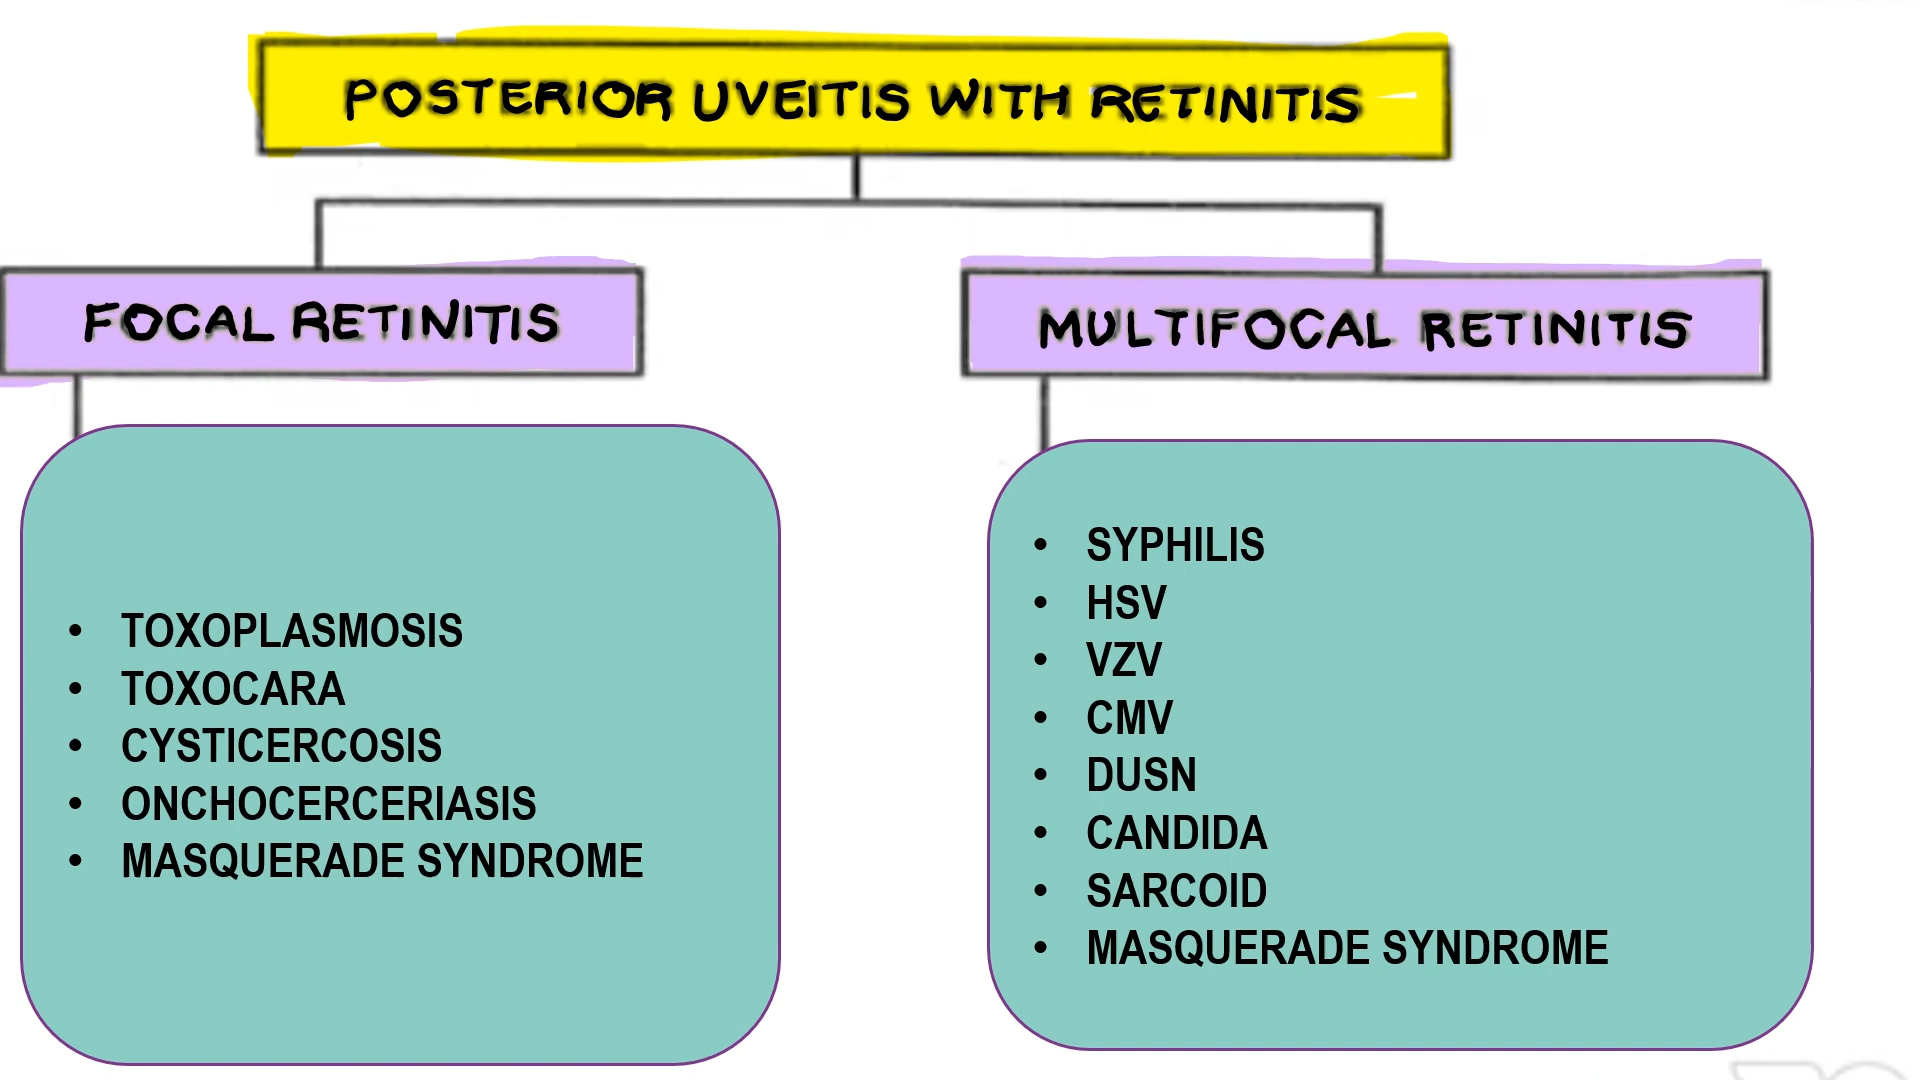 POSTERIOR UVEITIS WITH RETINITIS
FOCAL RETINITIS
• TOXOPLASMOSIS
• TOXOCARA
• CYSTICERCOSIS
• ONCHOCERCERIASIS
• MASQUERADE SYNDROME
MULTIFOCAL RETINITIS
• SYPHILIS
• HSV
• VZV
• CMV
• DUSN
• CANDIDA
• SARCOID
• MASQUERADE SYNDROME